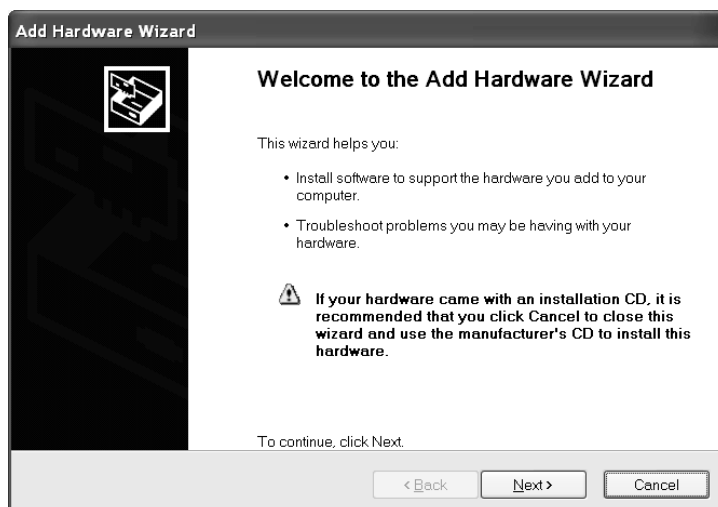 Add Hardware Wizard
Welcome to the Add Hardware Wizard
This wizard helps you:
• Install software to support the hardware you add to your
computer.
• Troubleshoot problems you may be having with your
hardware.
If your hardware came with an installation CD, it is
recommended that you click Cancel to close this
wizard and use the manufacturer's CD to install this
hardware.
To continue, click Next.
< Back Next > Cancel